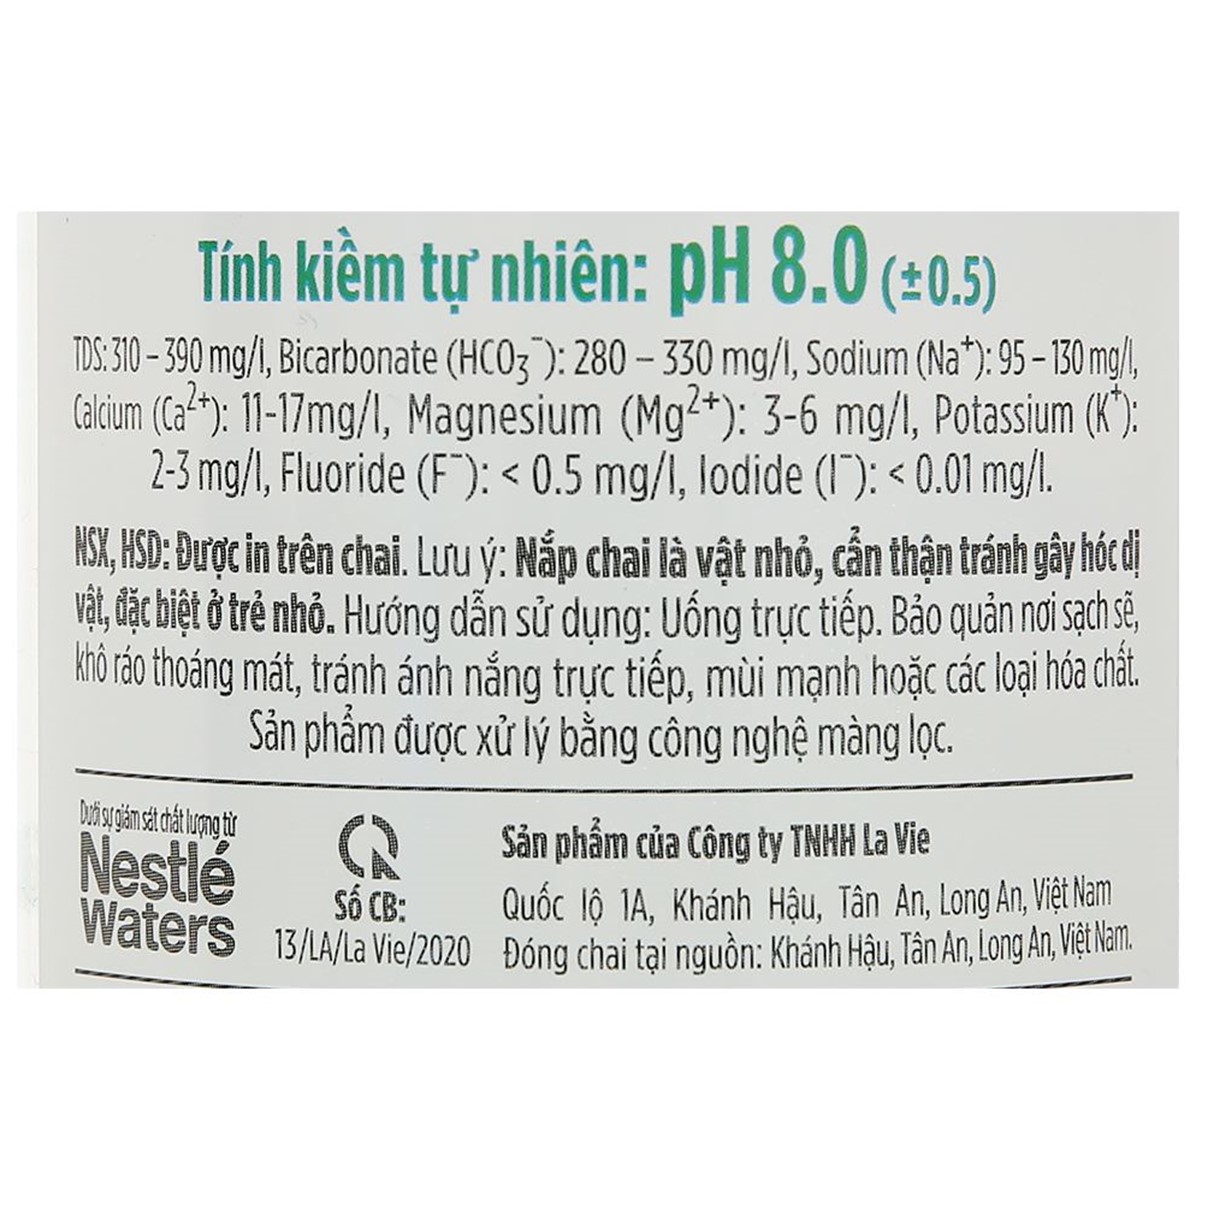 Tính kiềm tự nhiên: pH 8.0 (±0.5)
TDS: 310 – 390 mg/l, Bicarbonate (HCO₃⁻): 280 – 330 mg/l, Sodium (Na⁺): 95 – 130 mg/l,
Calcium (Ca²⁺): 11-17mg/l, Magnesium (Mg²⁺): 3-6 mg/l, Potassium (K⁺):
2-3 mg/l, Fluoride (F⁻): < 0.5 mg/l, Iodide (I⁻): < 0.01 mg/l.
NSX, HSD: Được in trên chai. Lưu ý: Nắp chai là vật nhỏ, cẩn thận tránh gây hóc dị
vật, đặc biệt ở trẻ nhỏ. Hướng dẫn sử dụng: Uống trực tiếp. Bảo quản nơi sạch sẽ,
khô ráo thoáng mát, tránh ánh nắng trực tiếp, mùi mạnh hoặc các loại hóa chất.
Sản phẩm được xử lý bằng công nghệ màng lọc.
Dưới sự giám sát chất lượng từ
Nestlé
Waters
Số CB:
13/LA/La Vie/2020
Sản phẩm của Công ty TNHH La Vie
Quốc lộ 1A, Khánh Hậu, Tân An, Long An, Việt Nam
Đóng chai tại nguồn: Khánh Hậu, Tân An, Long An, Việt Nam.